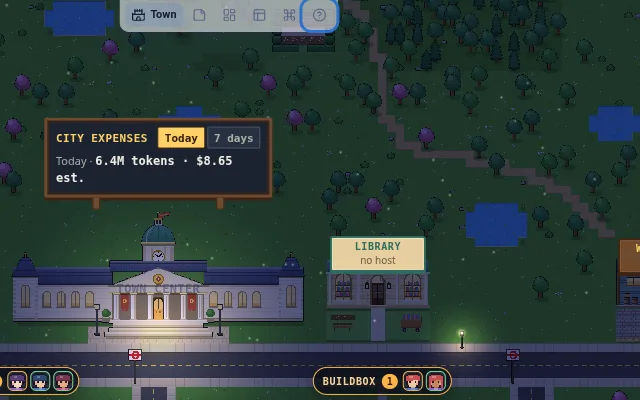 Town
CITY EXPENSES Today 7 days
Today · 6.4M tokens · $8.65
est.
LIBRARY
no host
TOWN CENTER
W
BUILDBOX 1